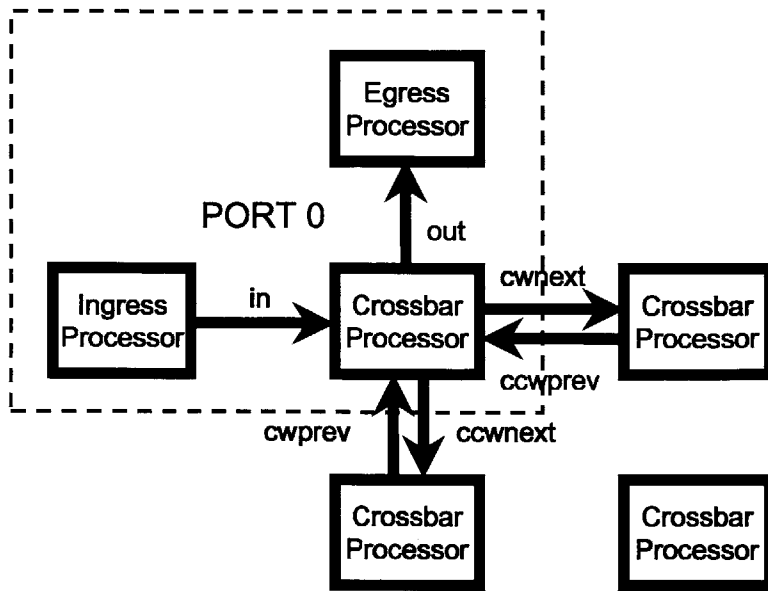 Egress
Processor
PORT 0
out
Ingress
Processor
in
Crossbar
Processor
cwnext
ccwprev
Crossbar
Processor
cwprev
ccwnext
Crossbar
Processor
Crossbar
Processor